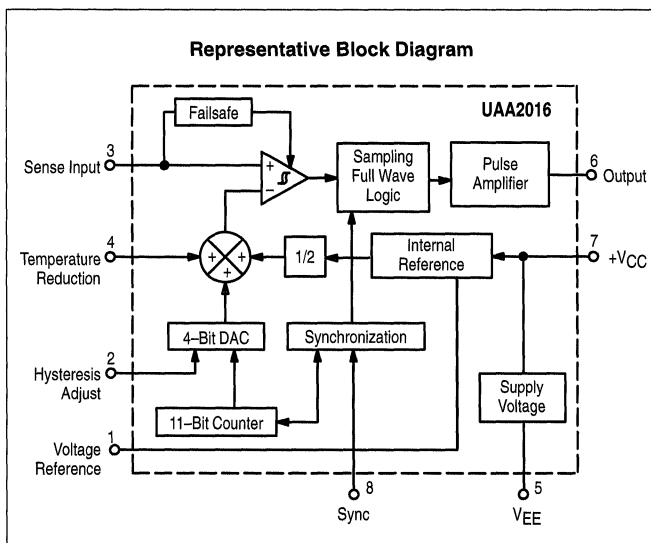 Representative Block Diagram
UAA2016
Failsafe
3
Sense Input
+
–
Sampling
Full Wave
Logic
Pulse
Amplifier
6
Output
4
Temperature
Reduction
+
+
+
1/2
Internal
Reference
7
+VCC
4–Bit DAC
Synchronization
2
Hysteresis
Adjust
Supply
Voltage
11–Bit Counter
1
Voltage
Reference
8
Sync
5
VEE